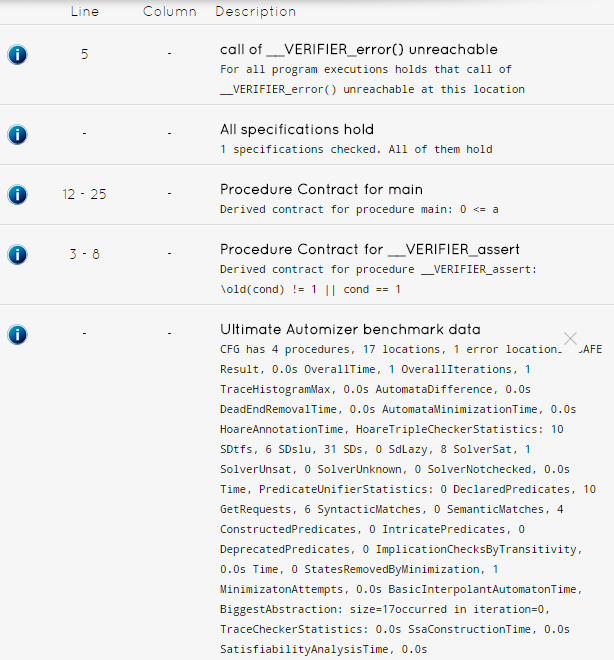 Line Column Description
5 - call of __VERIFIER_error() unreachable
For all program executions holds that call of
__VERIFIER_error() unreachable at this location
- - All specifications hold
1 specifications checked. All of them hold
12 - 25 - Procedure Contract for main
Derived contract for procedure main: 0 <= a
3 - 8 - Procedure Contract for __VERIFIER_assert
Derived contract for procedure __VERIFIER_assert:
\old(cond) != 1 || cond == 1
- - Ultimate Automizer benchmark data
CFG has 4 procedures, 17 locations, 1 error location
Result, 0.0s OverallTime, 1 OverallIterations, 1
TraceHistogramMax, 0.0s AutomataDifference, 0.0s
DeadEndRemovalTime, 0.0s AutomataMinimizationTime, 0.0s
HoareAnnotationTime, HoareTripleCheckerStatistics: 10
SDtfs, 6 SDslu, 31 SDs, 0 SdLazy, 8 SolverSat, 1
SolverUnsat, 0 SolverUnknown, 0 SolverNotchecked, 0.0s
Time, PredicateUnifierStatistics: 0 DeclaredPredicates, 10
GetRequests, 6 SyntacticMatches, 0 SemanticMatches, 4
ConstructedPredicates, 0 IntricatePredicates, 0
DeprecatedPredicates, 0 ImplicationChecksByTransitivity,
0.0s Time, 0 StatesRemovedByMinimization, 1
MinimizatonAttempts, 0.0s BasicInterpolantAutomatonTime,
BiggestAbstraction: size=17occurred in iteration=0,
TraceCheckerStatistics: 0.0s SsaConstructionTime, 0.0s
SatisfiabilityAnalysisTime, 0.0s